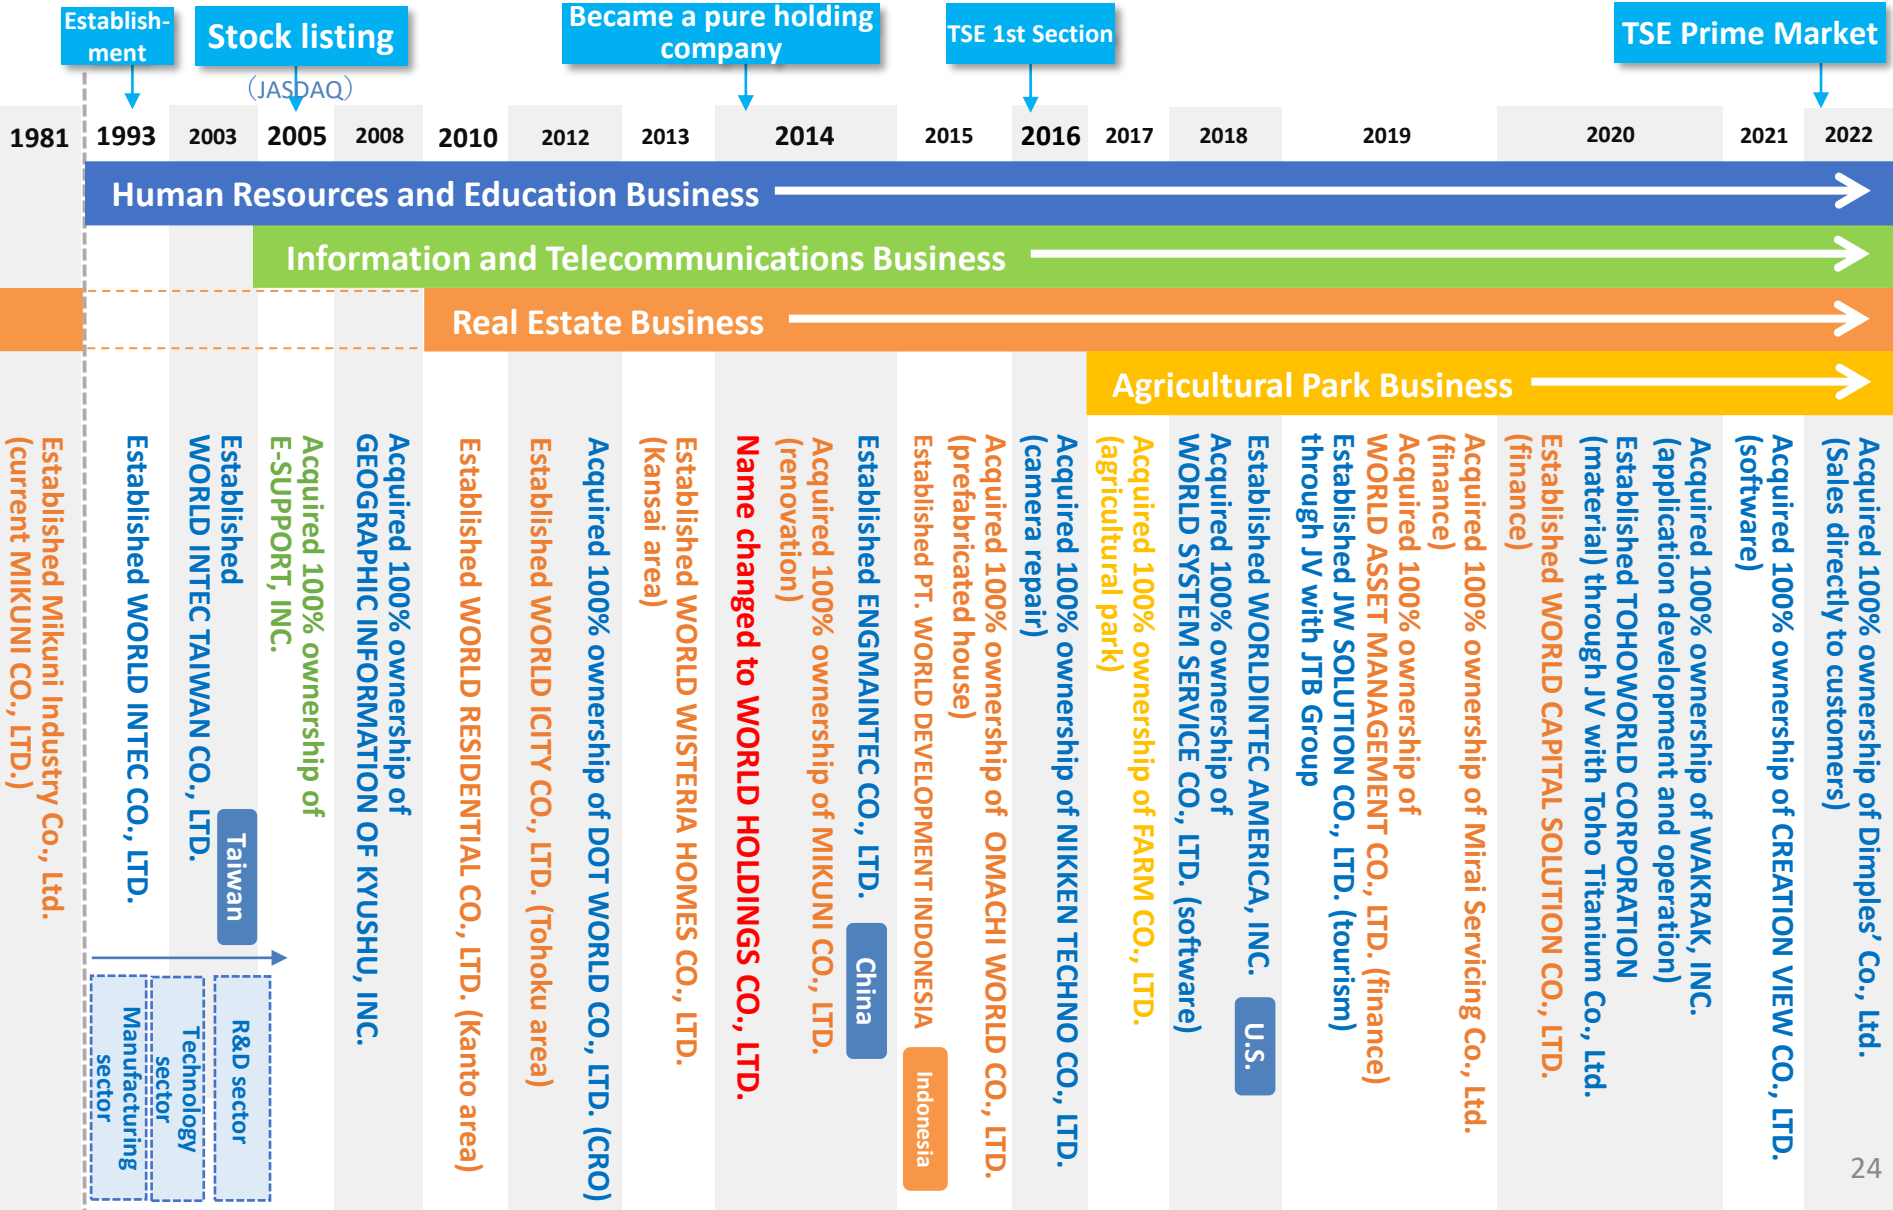 Establish-
ment
Stock listing
(JASDAQ)
Became a pure holding
company
TSE 1st Section
TSE Prime Market
1981
1993
2003
2005
2008
2010
2012
2013
2014
2015
2016
2017
2018
2019
2020
2021
2022
Human Resources and Education Business
Information and Telecommunications Business
Real Estate Business
Agricultural Park Business
Established Mikuni Industry Co., Ltd.
(current MIKUNI CO., LTD.)
Established WORLD INTEC CO., LTD.
Established
WORLD INTEC TAIWAN CO., LTD.
Taiwan
Acquired 100% ownership of
E-SUPPORT, INC.
Acquired 100% ownership of
GEOGRAPHIC INFORMATION OF KYUSHU, INC.
Established WORLD RESIDENTIAL CO., LTD. (Kanto area)
Established WORLD ICITY CO., LTD. (Tohoku area)
Acquired 100% ownership of DOT WORLD CO., LTD. (CRO)
Established WORLD WISTERIA HOMES CO., LTD.
(Kansai area)
Name changed to WORLD HOLDINGS CO., LTD.
Acquired 100% ownership of MIKUNI CO., LTD.
(renovation)
Established ENGMAINTEC CO., LTD.
China
Established PT. WORLD DEVELOPMENT INDONESIA
Indonesia
Acquired 100% ownership of OMACHI WORLD CO., LTD.
(prefabricated house)
Acquired 100% ownership of NIKKEN TECHNO CO., LTD.
(camera repair)
Acquired 100% ownership of FARM CO., LTD.
(agricultural park)
Acquired 100% ownership of
WORLD SYSTEM SERVICE CO., LTD. (software)
Established WORLDINTEC AMERICA, INC.
U.S.
Established JW SOLUTION CO., LTD. (tourism)
through JV with JTB Group
Acquired 100% ownership of
WORLD ASSET MANAGEMENT CO., LTD. (finance)
Acquired 100% ownership of Mirai Servicing Co., Ltd.
(finance)
Established WORLD CAPITAL SOLUTION CO., LTD.
(finance)
Established TOHOWORLD CORPORATION
(material) through JV with Toho Titanium Co., Ltd.
Acquired 100% ownership of WAKRAK, INC.
(application development and operation)
Acquired 100% ownership of CREATION VIEW CO., LTD.
(software)
Acquired 100% ownership of Dimples’ Co., Ltd.
(Sales directly to customers)
Manufacturing
sector
Technology
sector
R&D sector
24